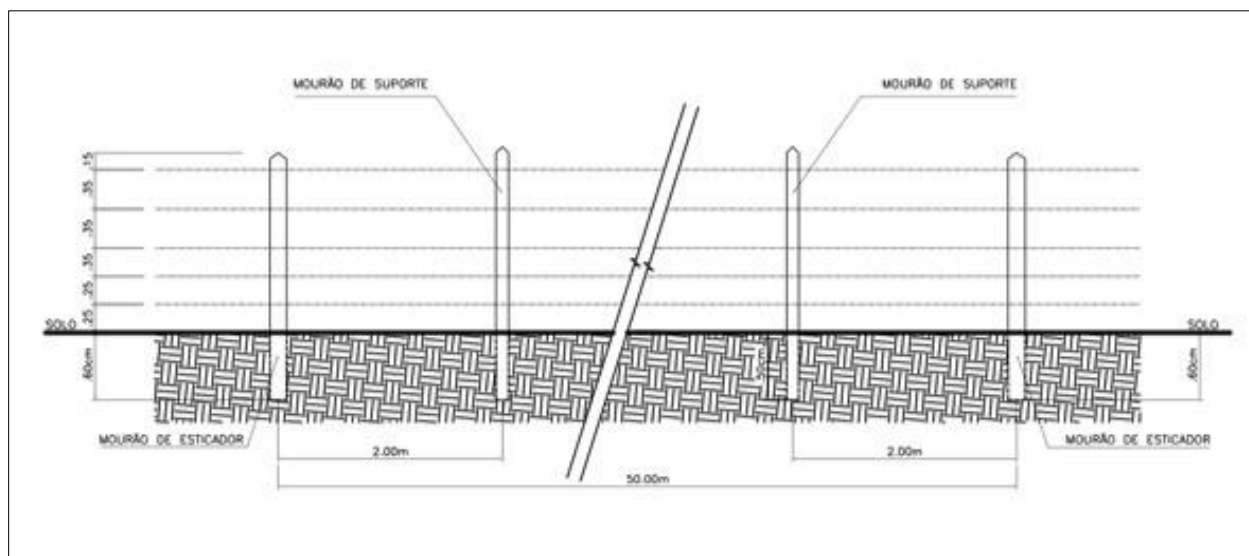 MOURÃO DE SUPORTE
MOURÃO DE SUPORTE
.15
.35
.35
.35
.25
.25
SOLO
SOLO
.60cm
.50cm
.60cm
MOURÃO DE ESTICADOR
MOURÃO DE ESTICADOR
2.00m
2.00m
50.00m